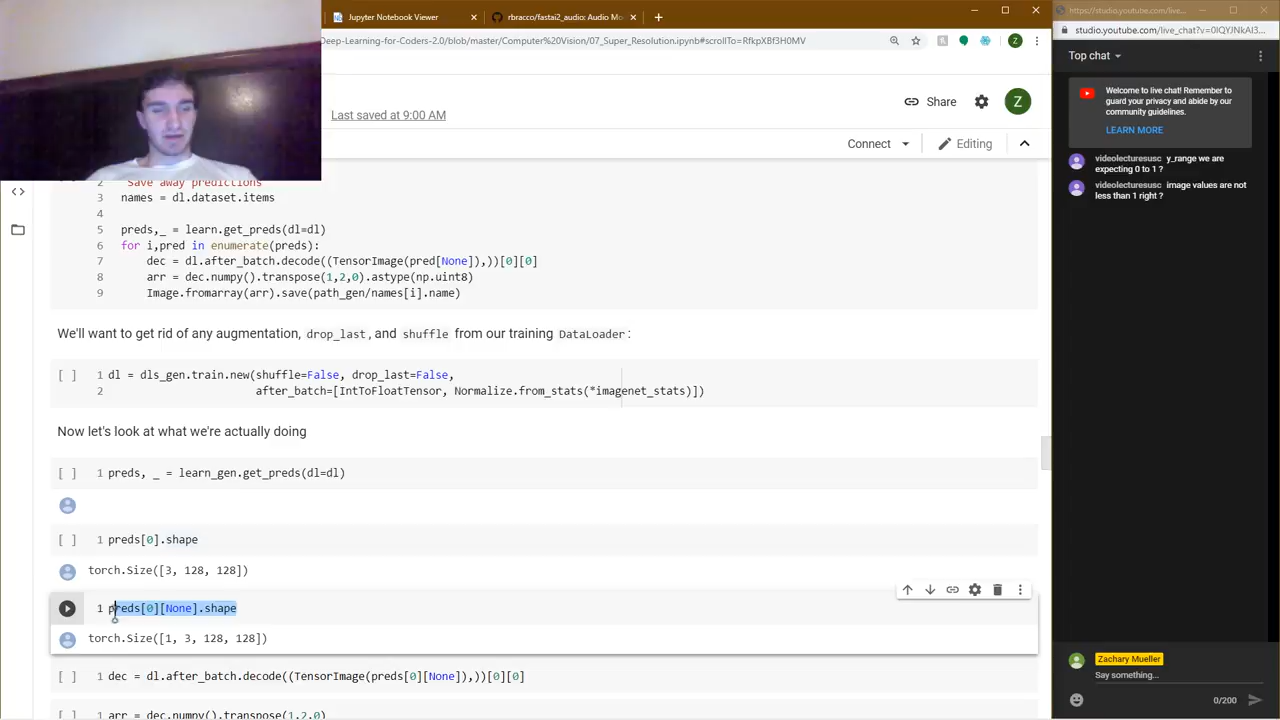 Jupyter Notebook Viewer
rbracco/fastai2_audio: Audio Mo
Deep-Learning-for-Coders-2.0/blob/master/Computer%20Vision/07_Super_Resolution.ipynb#scrollTo=RfkpXBf3H0MV
Z
Last saved at 9:00 AM
Share
Z
Connect
Editing
2 "Save away predictions"
3 names = dl.dataset.items
4
5 preds,_ = learn.get_preds(dl=dl)
6 for i,pred in enumerate(preds):
7 dec = dl.after_batch.decode((TensorImage(pred[None]),))[0][0]
8 arr = dec.numpy().transpose(1,2,0).astype(np.uint8)
9 Image.fromarray(arr).save(path_gen/names[i].name)
We'll want to get rid of any augmentation, drop_last, and shuffle from our training DataLoader:
[ ] 1 dl = dls_gen.train.new(shuffle=False, drop_last=False,
2 after_batch=[IntToFloatTensor, Normalize.from_stats(*imagenet_stats)])
Now let's look at what we're actually doing
[ ] 1 preds, _ = learn_gen.get_preds(dl=dl)
[ ] 1 preds[0].shape
torch.Size([3, 128, 128])
1 preds[0][None].shape
torch.Size([1, 3, 128, 128])
[ ] 1 dec = dl.after_batch.decode((TensorImage(preds[0][None]),))[0][0]
1 arr = dec.numpy().transpose(1,2,0)
https://studio.youtube.com/live_...
studio.youtube.com/live_chat?v=0IQYJNkAI3...
Top chat
Welcome to live chat! Remember to
guard your privacy and abide by our
community guidelines.
LEARN MORE
videolecturesusc y_range we are
expecting 0 to 1 ?
videolecturesusc image values are not
less than 1 right ?
Zachary Mueller
Say something...
0/200